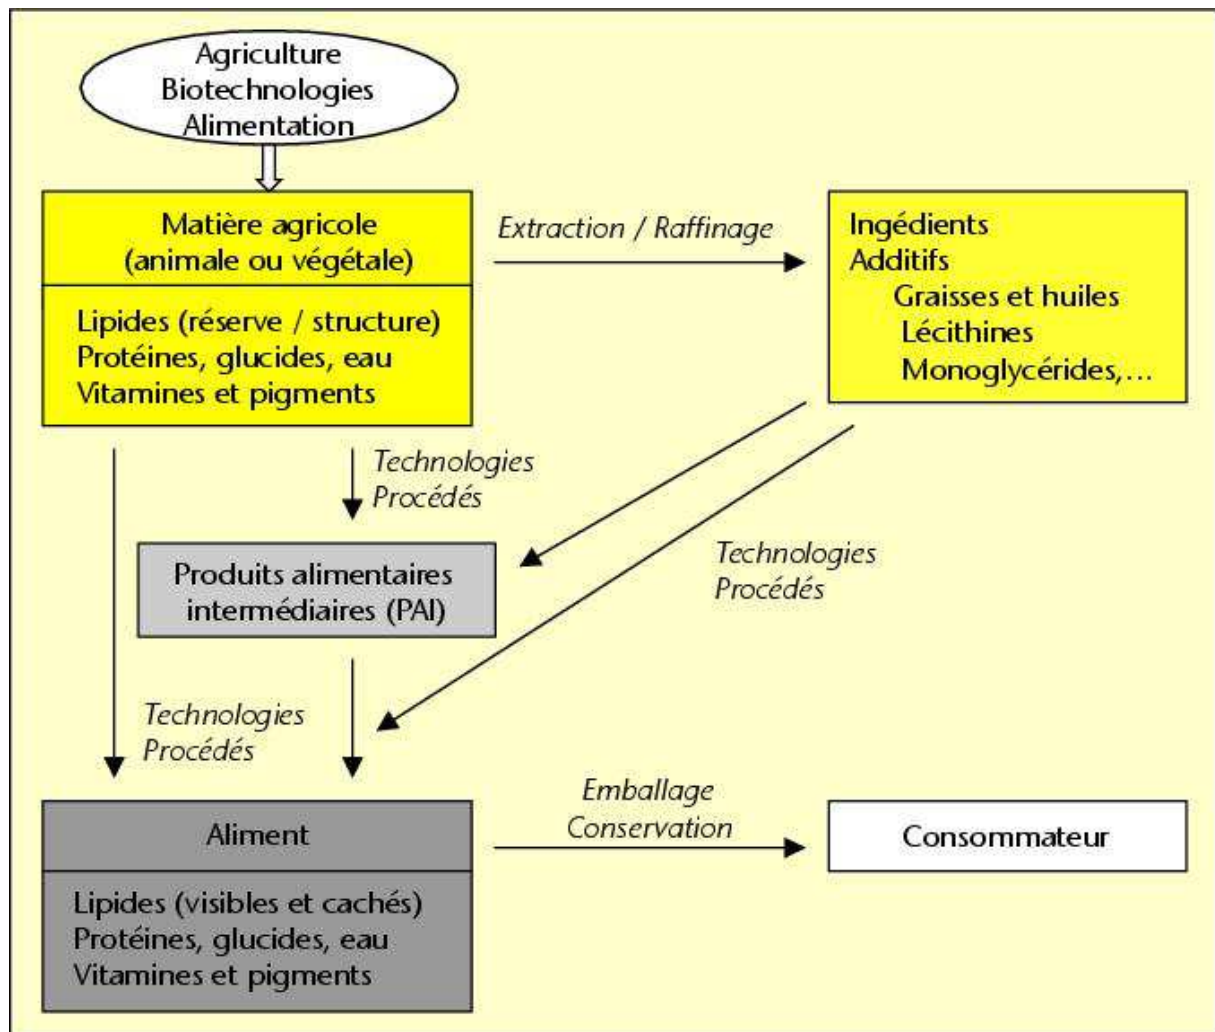 Agriculture
Biotechnologies
Alimentation
Matière agricole
(animale ou végétale)
Extraction / Raffinage
Ingédients
Additifs
Graisses et huiles
Lécithines
Monoglycérides,...
Lipides (réserve / structure)
Protéines, glucides, eau
Vitamines et pigments
Technologies
Procédés
Produits alimentaires
intermédiaires (PAI)
Technologies
Procédés
Technologies
Procédés
Aliment
Emballage
Conservation
Consommateur
Lipides (visibles et cachés)
Protéines, glucides, eau
Vitamines et pigments